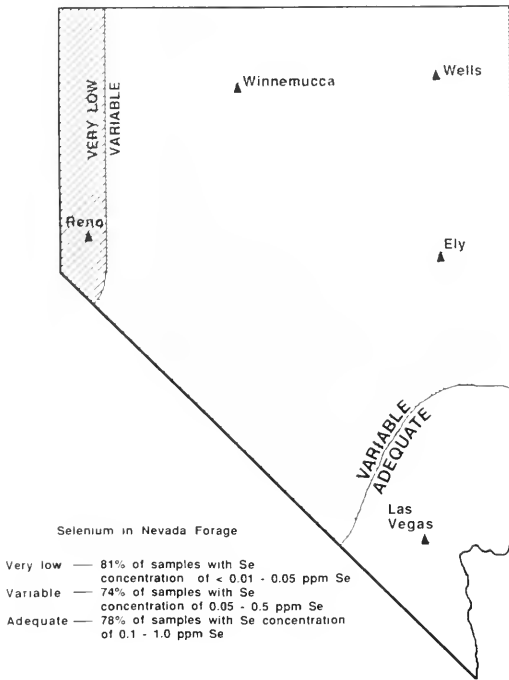 VERY LOW
VARIABLE
Winnemucca
Wells
Reno
Ely
VARIABLE
ADEQUATE
Las
Vegas
Selenium in Nevada Forage
Very low — 81% of samples with Se
concentration of < 0.01 - 0.05 ppm Se
Variable — 74% of samples with Se
concentration of 0.05 - 0.5 ppm Se
Adequate — 78% of samples with Se concentration
of 0.1 - 1.0 ppm Se